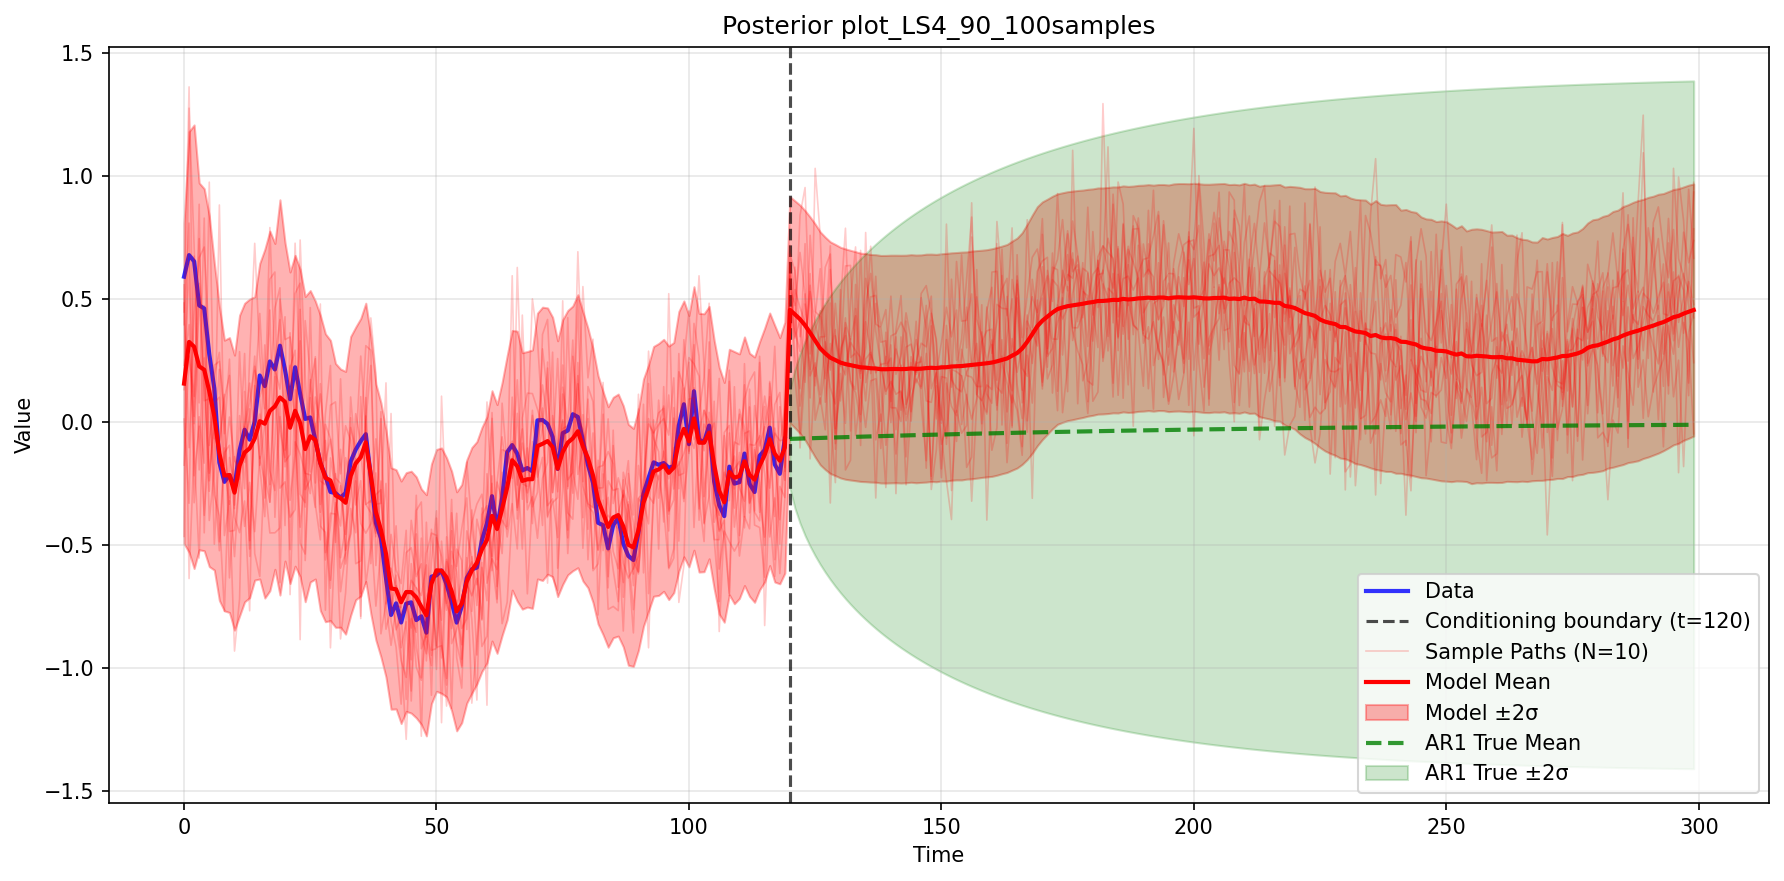 Posterior plot_LS4_90_100samples
Value
1.5
1.0
0.5
0.0
−0.5
−1.0
−1.5
0 50 100 150 200 250 300
Time
Data
Conditioning boundary (t=120)
Sample Paths (N=10)
Model Mean
Model ±2σ
AR1 True Mean
AR1 True ±2σ